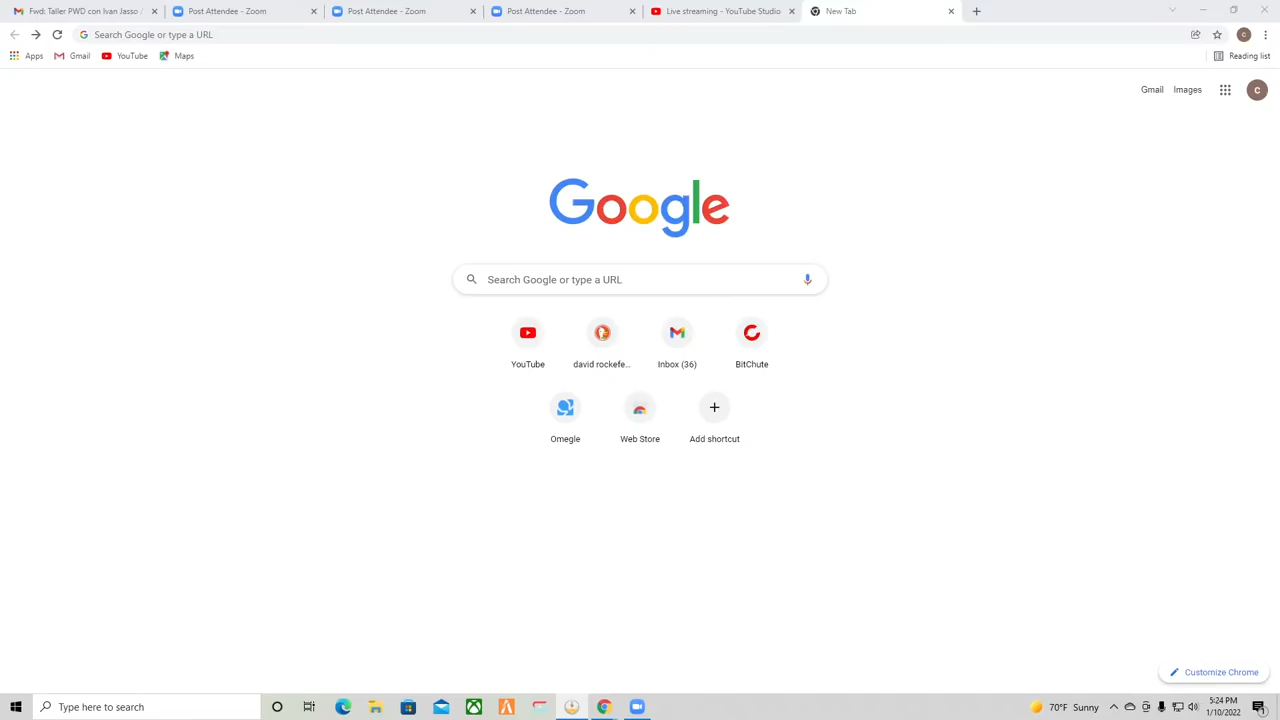 Fwd: Taller PWD con Ivan Jasso
Post Attendee - Zoom
Post Attendee - Zoom
Post Attendee - Zoom
Live streaming - YouTube Studio
New Tab
Search Google or type a URL
C
Apps
Gmail
YouTube
Maps
Reading list
Gmail
Images
C
Google
Search Google or type a URL
YouTube
david rockefe...
Inbox (36)
BitChute
Omegle
Web Store
Add shortcut
Customize Chrome
Type here to search
70°F Sunny
5:24 PM
1/10/2022